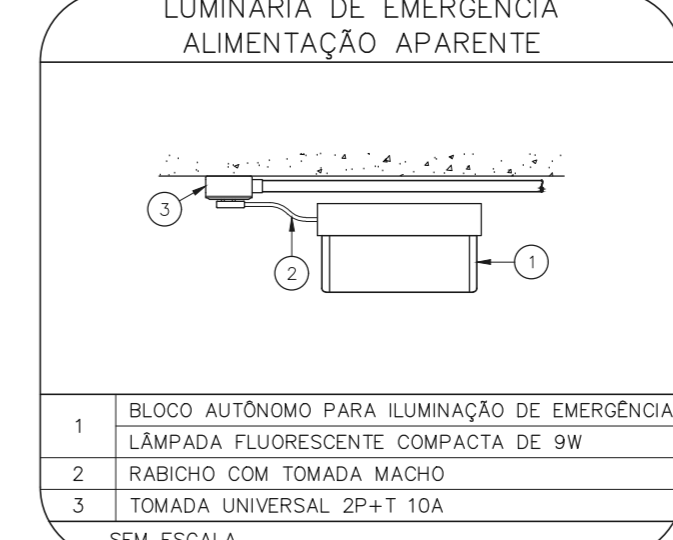 LUMINÁRIA DE EMERGÊNCIA
ALIMENTAÇÃO APARENTE
3
2
1
1
BLOCO AUTÔNOMO PARA ILUMINAÇÃO DE EMERGÊNCIA
LÂMPADA FLUORESCENTE COMPACTA DE 9W
2 RABICHO COM TOMADA MACHO
3 TOMADA UNIVERSAL 2P+T 10A
SEM ESCALA